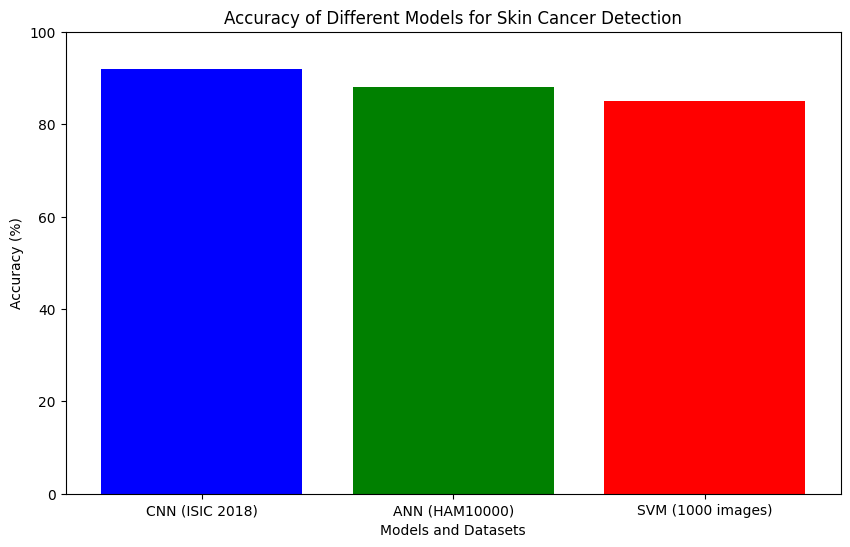 Accuracy of Different Models for Skin Cancer Detection
100
80
60
40
20
0
Accuracy (%)
CNN (ISIC 2018)
ANN (HAM10000)
SVM (1000 images)
Models and Datasets